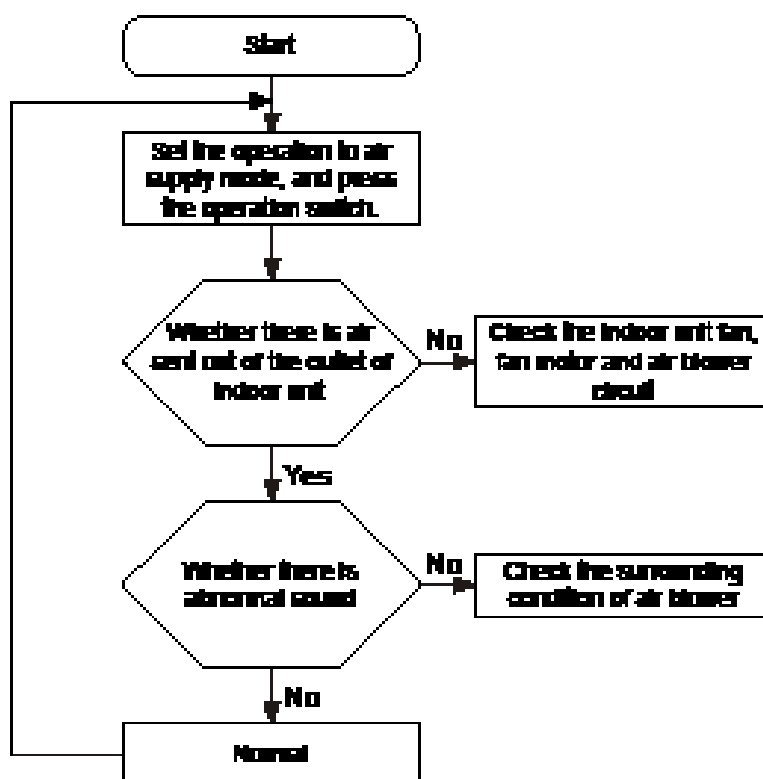 Start
Set the operation to air
supply mode, and press
the operation switch.
Whether there is air
sent out of the outlet of
indoor unit
No
Check the indoor unit fan,
fan motor and air blower
circuit
Yes
Whether there is
abnormal sound
No
Check the surrounding
condition of air blower
No
Normal